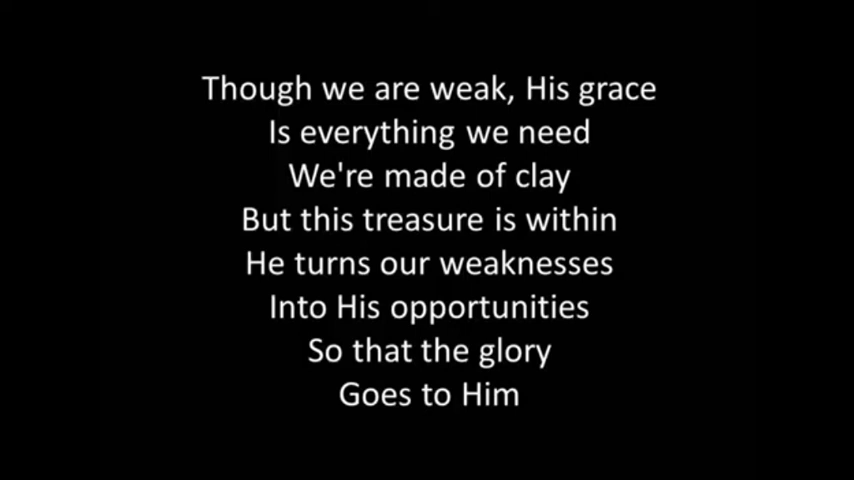 Though we are weak, His grace
Is everything we need
We're made of clay
But this treasure is within
He turns our weaknesses
Into His opportunities
So that the glory
Goes to Him